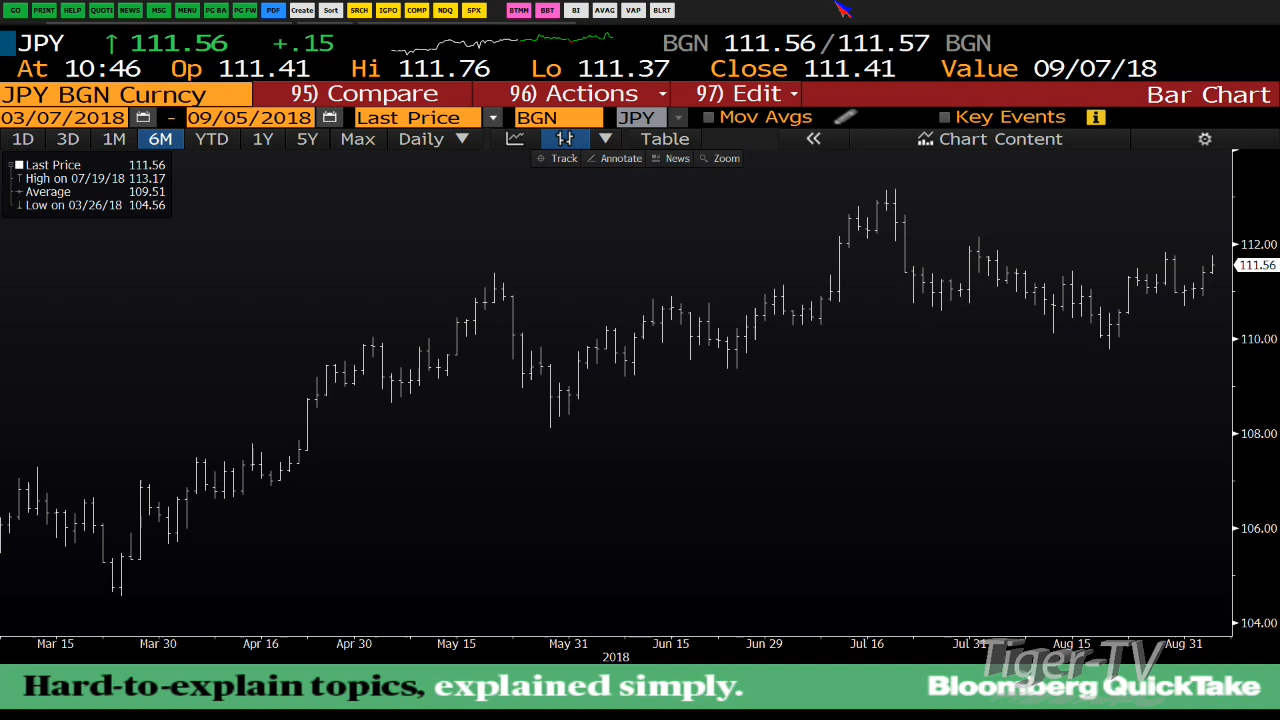 GO PRINT HELP QUOTE NEWS MSG MENU PG BA PG FW PDF Create Sort SRCH IGPO COMP NDQ SPX BTMM BBT BI AVAG VAP BLRT
JPY ↑ 111.56 +.15 BGN 111.56/111.57 BGN
At 10:46 Op 111.41 Hi 111.76 Lo 111.37 Close 111.41 Value 09/07/18
JPY BGN Curncy 95) Compare 96) Actions 97) Edit Bar Chart
03/07/2018 - 09/05/2018 Last Price BGN JPY Mov Avgs Key Events
1D 3D 1M 6M YTD 1Y 5Y Max Daily ▼ Table « Chart Content
Track Annotate News Zoom
Last Price 111.56
High on 07/19/18 113.17
Average 109.51
Low on 03/26/18 104.56
112.00
111.56
110.00
108.00
106.00
104.00
Mar 15 Mar 30 Apr 16 Apr 30 May 15 May 31 Jun 15 Jun 29 Jul 16 Jul 31 Aug 15 Aug 31
2018
Tiger-TV
Hard-to-explain topics, explained simply. Bloomberg QuickTake